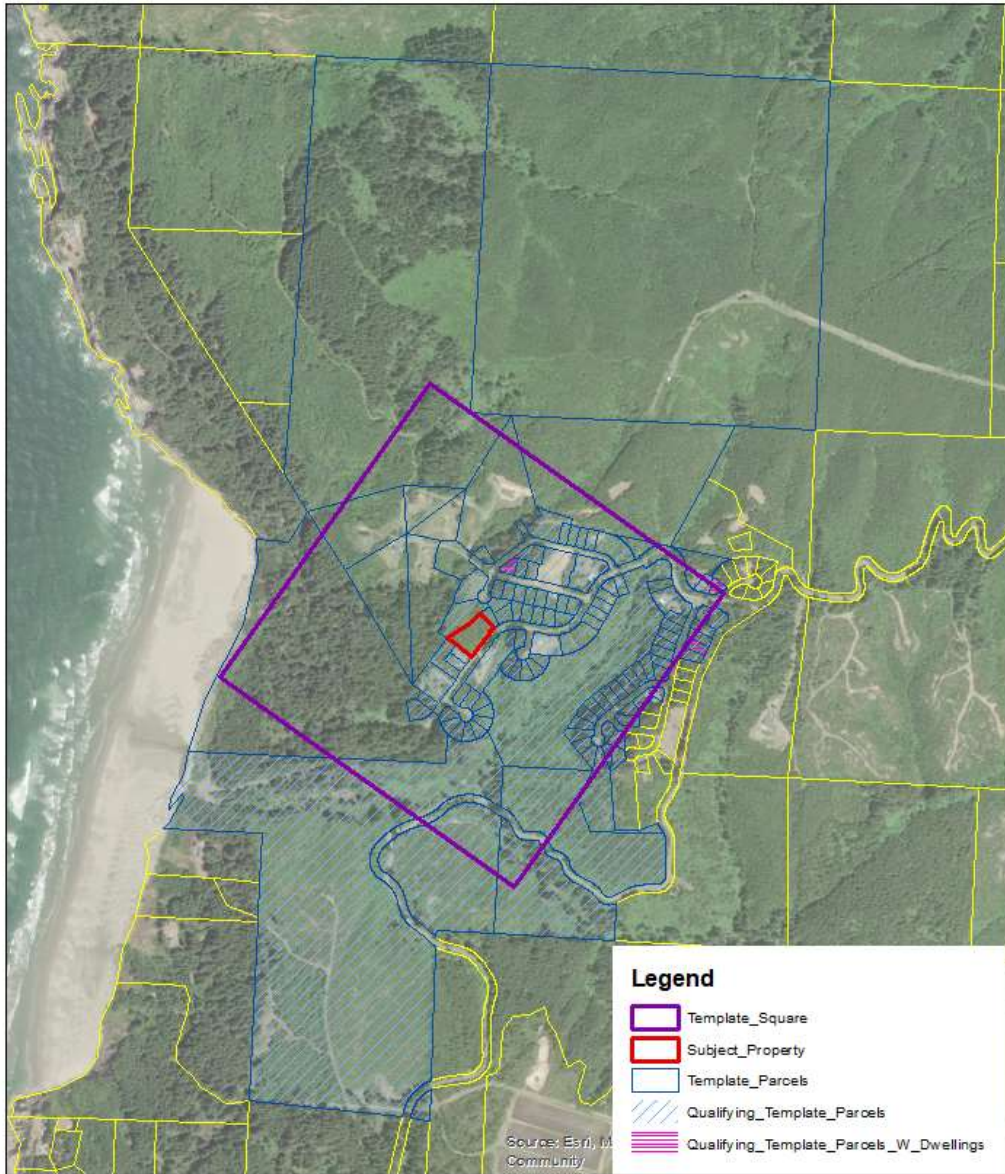 Legend
Template_Square
Subject_Property
Template_Parcels
Qualifying_Template_Parcels
Qualifying_Template_Parcels_W_Dwellings
Source: Esri, M
Community